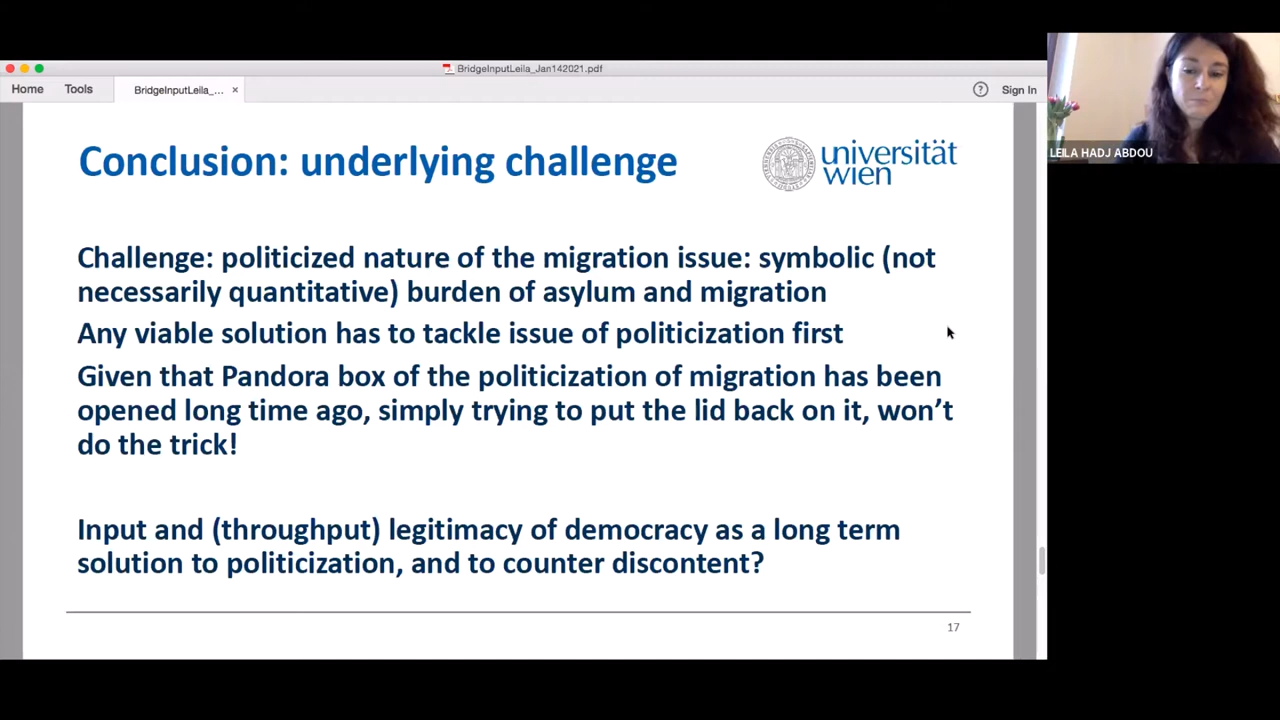 BridgeInputLeila_Jan142021.pdf
Home Tools BridgeInputLeila_... × ? Sign In
LEILA HADJ ABDOU
Conclusion: underlying challenge
universität
wien
Challenge: politicized nature of the migration issue: symbolic (not
necessarily quantitative) burden of asylum and migration
Any viable solution has to tackle issue of politicization first
Given that Pandora box of the politicization of migration has been
opened long time ago, simply trying to put the lid back on it, won’t
do the trick!
Input and (throughput) legitimacy of democracy as a long term
solution to politicization, and to counter discontent?
17